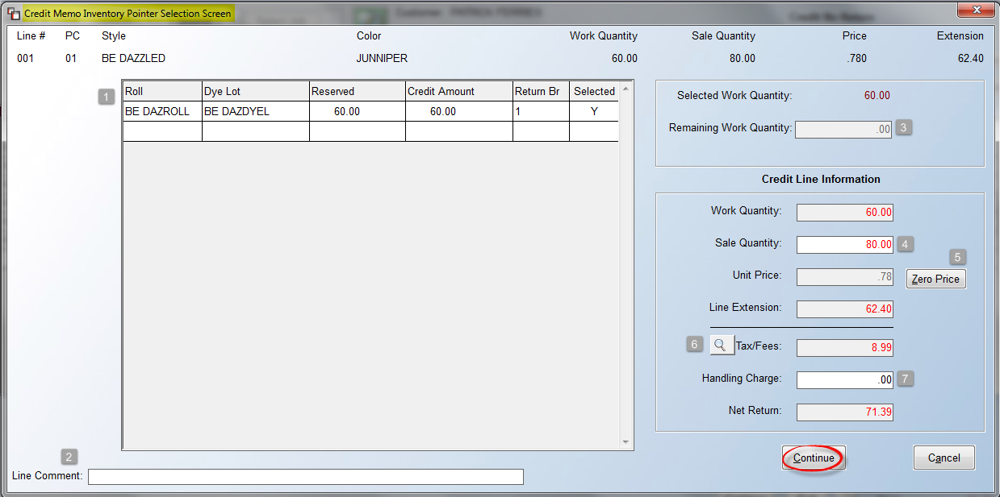 Credit Memo Inventory Pointer Selection Screen
Line # PC Style Color Work Quantity Sale Quantity Price Extension
001 01 BE DAZZLED JUNNIPER 60.00 80.00 .780 62.40
1
Roll Dye Lot Reserved Credit Amount Return Br Selected
BE DAZROLL BE DAZDYEL 60.00 60.00 1 Y
Selected Work Quantity: 60.00
Remaining Work Quantity: .00 3
Credit Line Information
Work Quantity: 60.00
Sale Quantity: 80.00 4
5
Unit Price: .78 Zero Price
Line Extension: 62.40
6 Tax/Fees: 8.99
Handling Charge: .00 7
Net Return: 71.39
2
Continue Cancel
Line Comment: